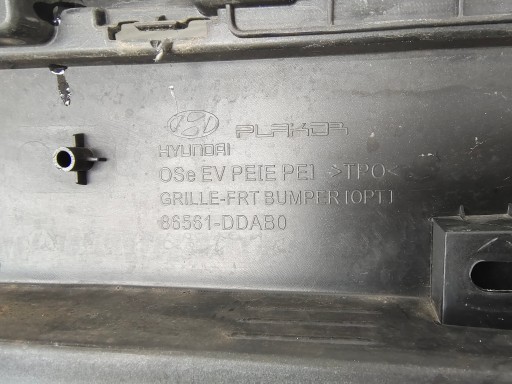 PLAKOR
HYUNDAI
OSe EV PE[E PE] >TPO<
GRILLE-FRT BUMPER[OPT]
86561-DDAB0